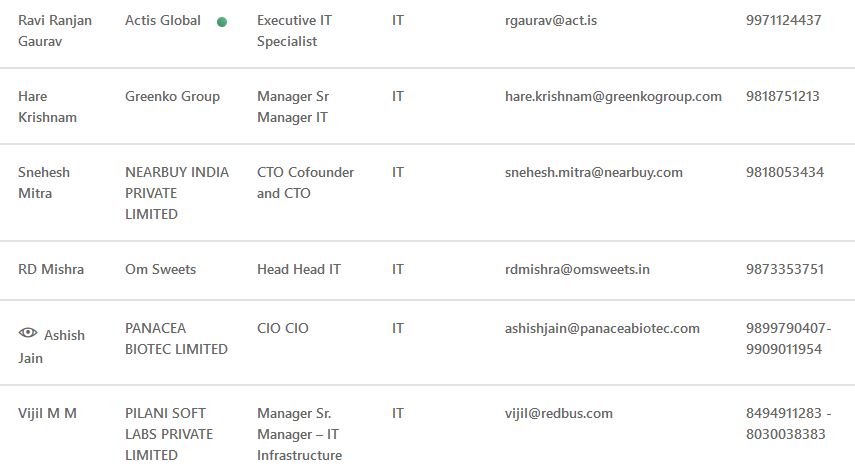 Ravi Ranjan Actis Global Executive IT IT rgaurav@act.is 9971124437
Gaurav Specialist
Hare Greenko Group Manager Sr IT hare.krishnam@greenkogroup.com 9818751213
Krishnam Manager IT
Snehesh NEARBUY INDIA CTO Cofounder IT snehesh.mitra@nearbuy.com 9818053434
Mitra PRIVATE and CTO
LIMITED
RD Mishra Om Sweets Head Head IT IT rdmishra@omsweets.in 9873353751
Ashish PANACEA CIO CIO IT ashishjain@panaceabiotec.com 9899790407-
Jain BIOTEC LIMITED 9909011954
Vijil M M PILANI SOFT Manager Sr. IT vijil@redbus.com 8494911283 -
LABS PRIVATE Manager – IT 8030038383
LIMITED Infrastructure